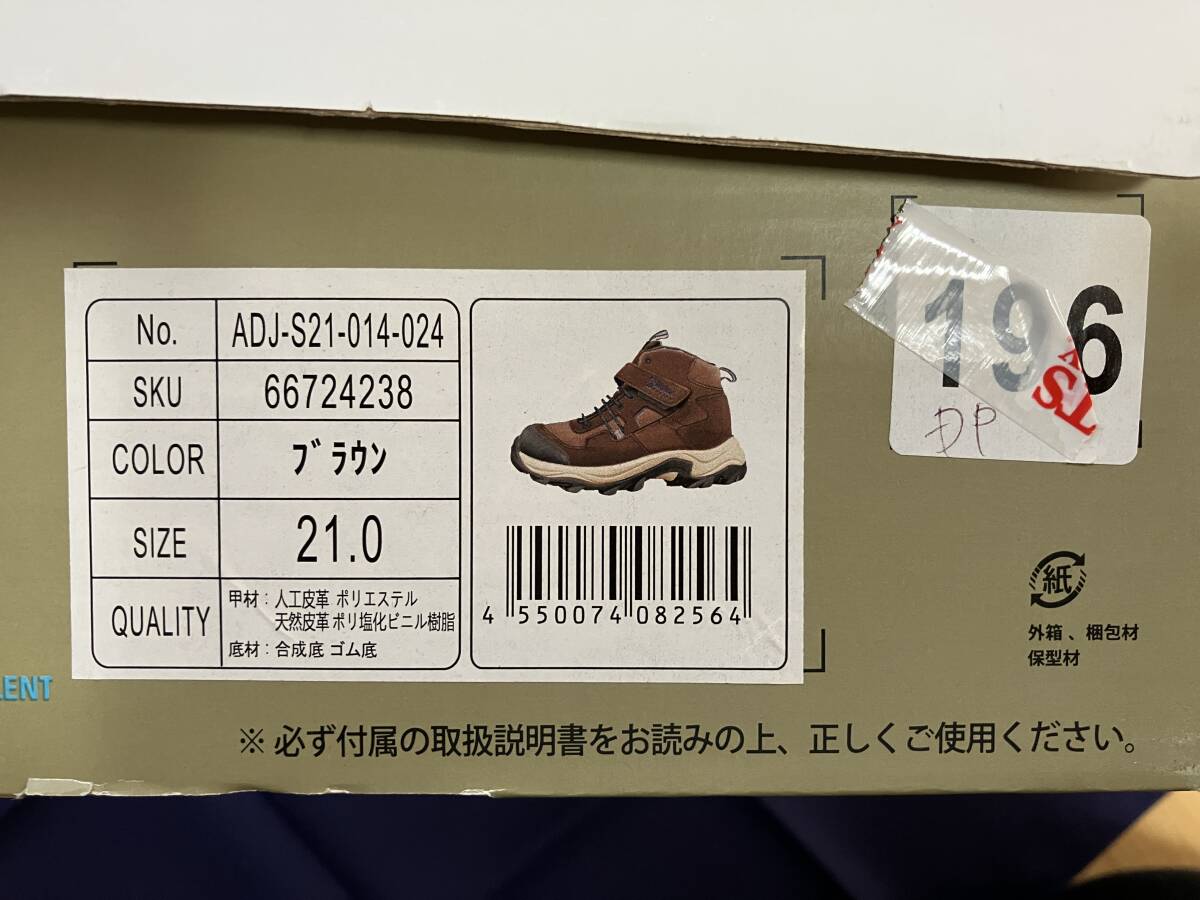 No. ADJ-S21-014-024
SKU 66724238
COLOR ブラウン
SIZE 21.0
QUALITY 甲材：人工皮革 ポリエステル
天然皮革 ポリ塩化ビニル樹脂
底材：合成底 ゴム底
4 550074 082564
196
DP
TS
紙
外箱、梱包材
保型材
LENT
※ 必ず付属の取扱説明書をお読みの上、正しくご使用ください。